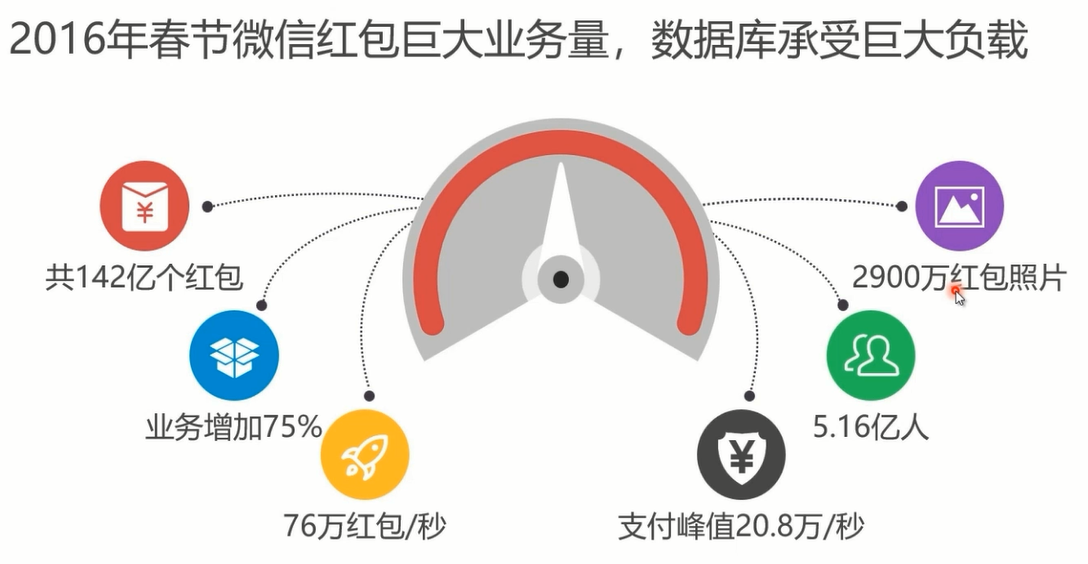 2016年春节微信红包巨大业务量，数据库承受巨大负载
共142亿个红包
2900万红包照片
业务增加75%
5.16亿人
76万红包/秒
支付峰值20.8万/秒